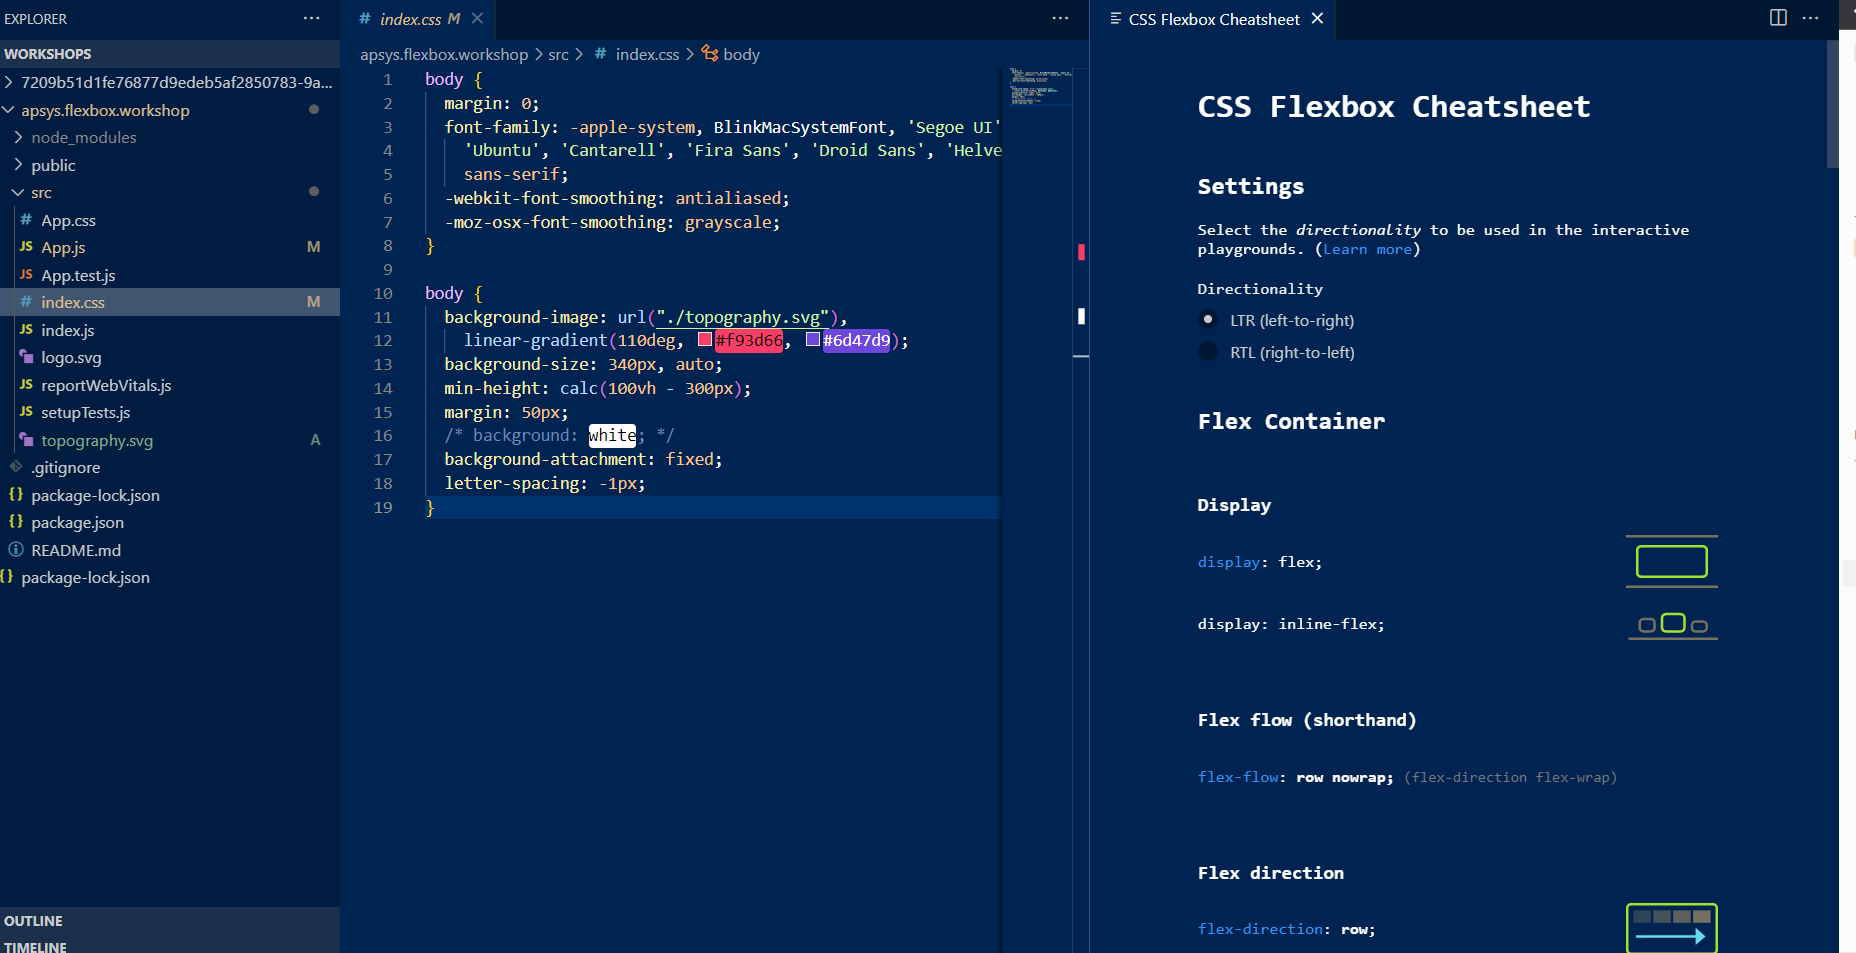 EXPLORER
WORKSHOPS
7209b51d1fe76877d9edeb5af2850783-9a...
apsys.flexbox.workshop
node_modules
public
src
# App.css
JS App.js M
JS App.test.js
# index.css M
JS index.js
logo.svg
JS reportWebVitals.js
JS setupTests.js
topography.svg A
.gitignore
{} package-lock.json
{} package.json
README.md
{} package-lock.json
OUTLINE
TIMELINE
# index.css M
apsys.flexbox.workshop > src > # index.css > body
1 body {
2 margin: 0;
3 font-family: -apple-system, BlinkMacSystemFont, 'Segoe UI'
4 'Ubuntu', 'Cantarell', 'Fira Sans', 'Droid Sans', 'Helve
5 sans-serif;
6 -webkit-font-smoothing: antialiased;
7 -moz-osx-font-smoothing: grayscale;
8 }
9
10 body {
11 background-image: url("./topography.svg"),
12 linear-gradient(110deg, #f93d66, #6d47d9);
13 background-size: 340px, auto;
14 min-height: calc(100vh - 300px);
15 margin: 50px;
16 /* background: white; */
17 background-attachment: fixed;
18 letter-spacing: -1px;
19 }
CSS Flexbox Cheatsheet
CSS Flexbox Cheatsheet
Settings
Select the directionality to be used in the interactive
playgrounds. (Learn more)
Directionality
LTR (left-to-right)
RTL (right-to-left)
Flex Container
Display
display: flex;
display: inline-flex;
Flex flow (shorthand)
flex-flow: row nowrap; (flex-direction flex-wrap)
Flex direction
flex-direction: row;